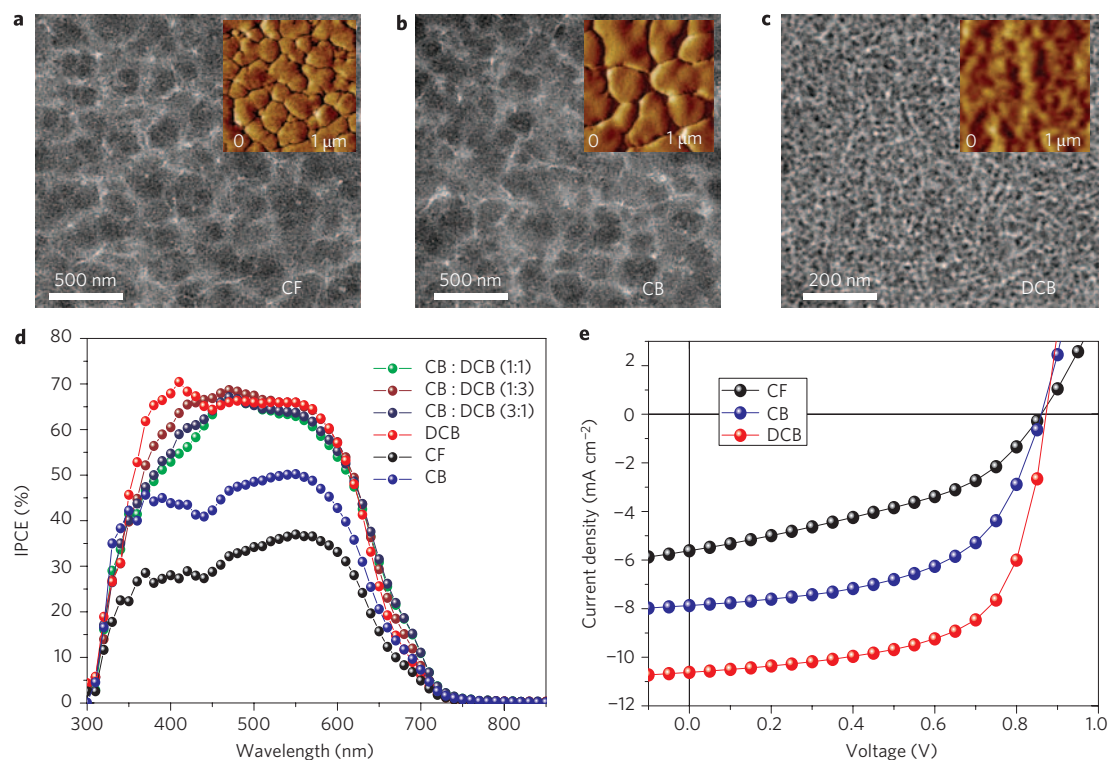 a
0
1 µm
500 nm
CF
b
0
1 µm
500 nm
CB
c
0
1 µm
200 nm
DCB
d
80
70
60
50
40
30
20
10
0
IPCE (%)
CB : DCB (1:1)
CB : DCB (1:3)
CB : DCB (3:1)
DCB
CF
CB
300
400
500
600
700
800
Wavelength (nm)
e
2
0
−2
−4
−6
−8
−10
−12
Current density (mA cm⁻²)
CF
CB
DCB
0.0
0.2
0.4
0.6
0.8
1.0
Voltage (V)